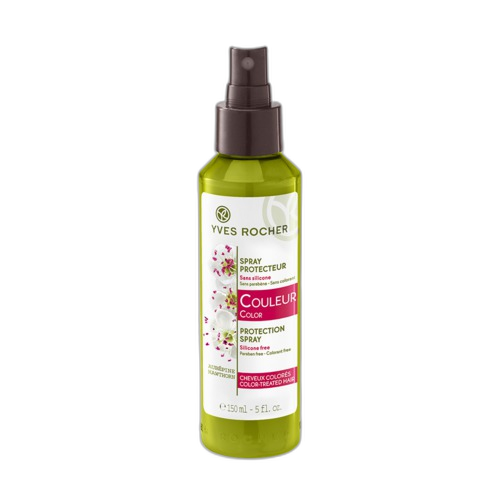 YVES ROCHER
SPRAY
PROTECTEUR
Sans silicone
Sans parabène - Sans colorant
COULEUR
COLOR
PROTECTION
SPRAY
Silicone free
Paraben free - Colorant free
AUBÉPINE
HAWTHORN
CHEVEUX COLORÉS
COLOR-TREATED HAIR
e 150 ml - 5 fl. oz.